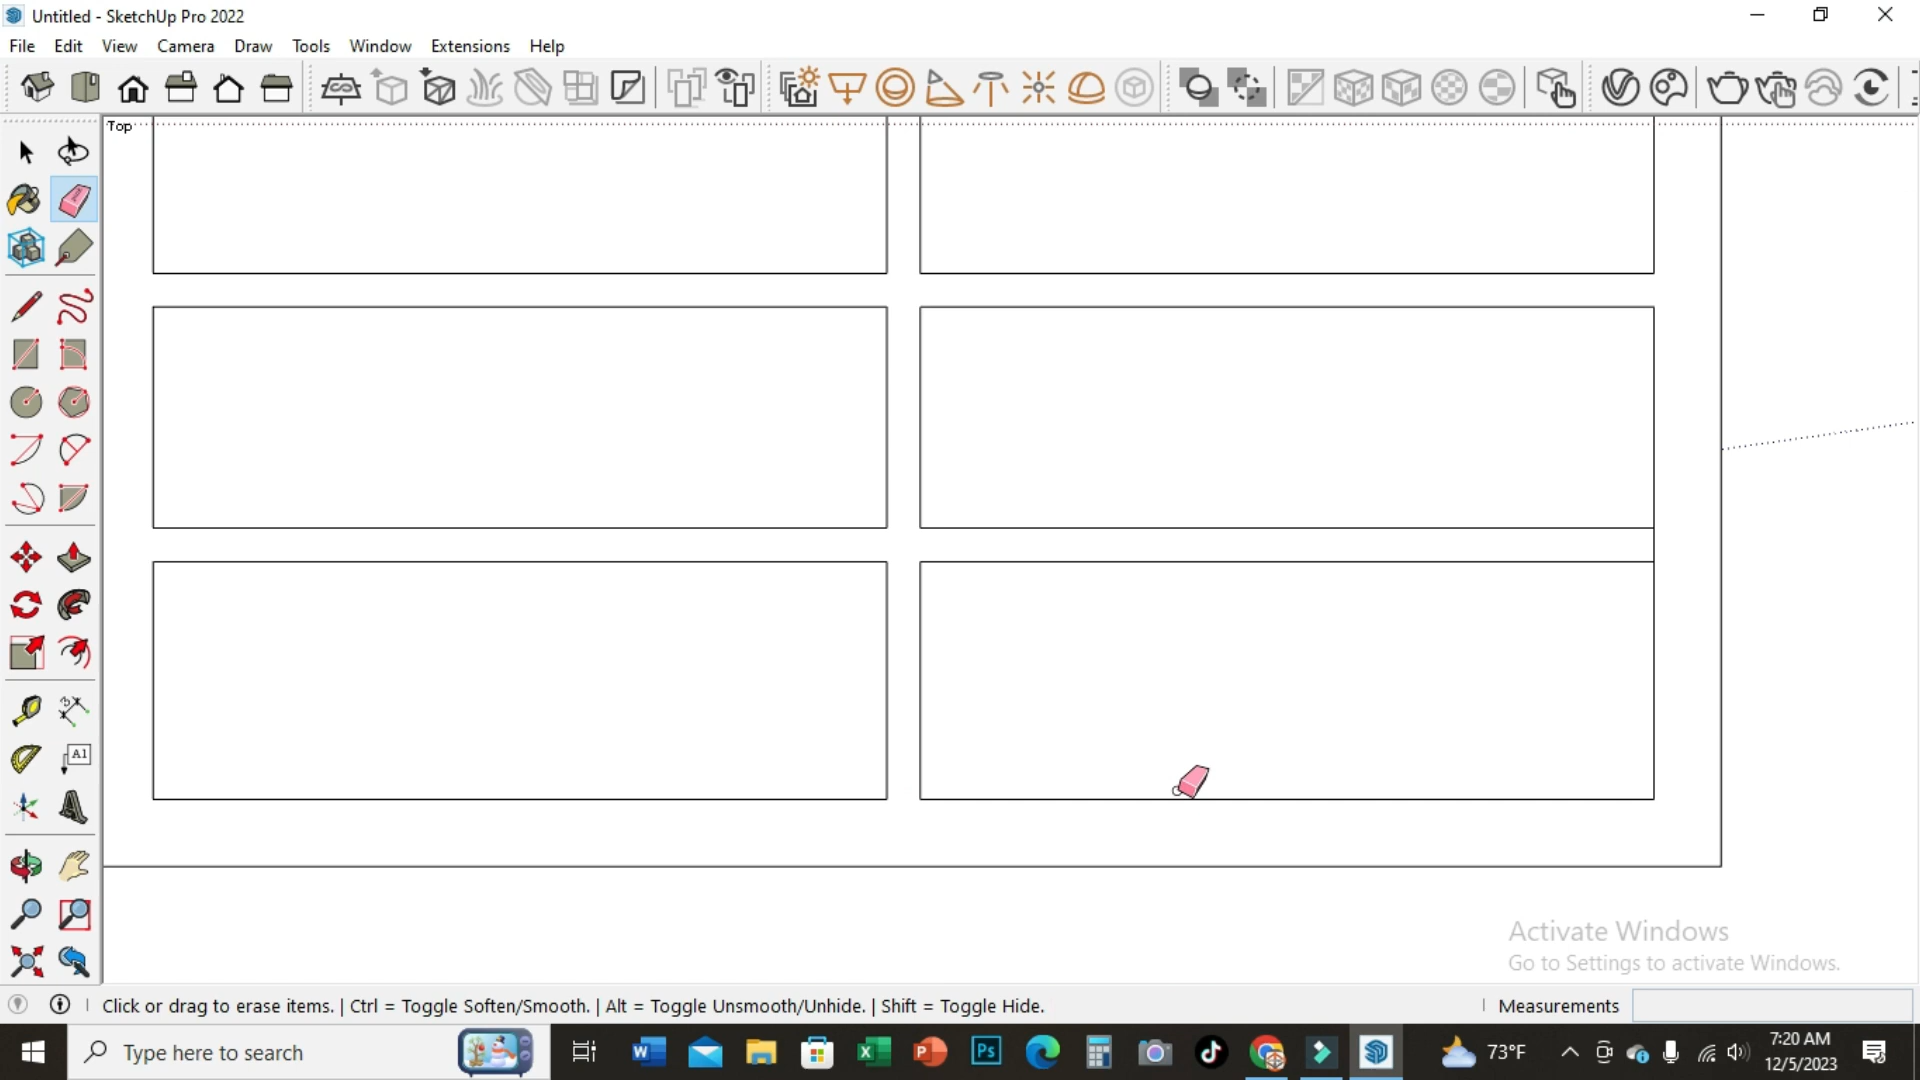 Untitled - SketchUp Pro 2022
File Edit View Camera Draw Tools Window Extensions Help
Top
A1
Activate Windows
Go to Settings to activate Windows.
Click or drag to erase items. | Ctrl = Toggle Soften/Smooth. | Alt = Toggle Unsmooth/Unhide. | Shift = Toggle Hide.
Measurements
Type here to search
W
X
P
Ps
73°F
7:20 AM
12/5/2023